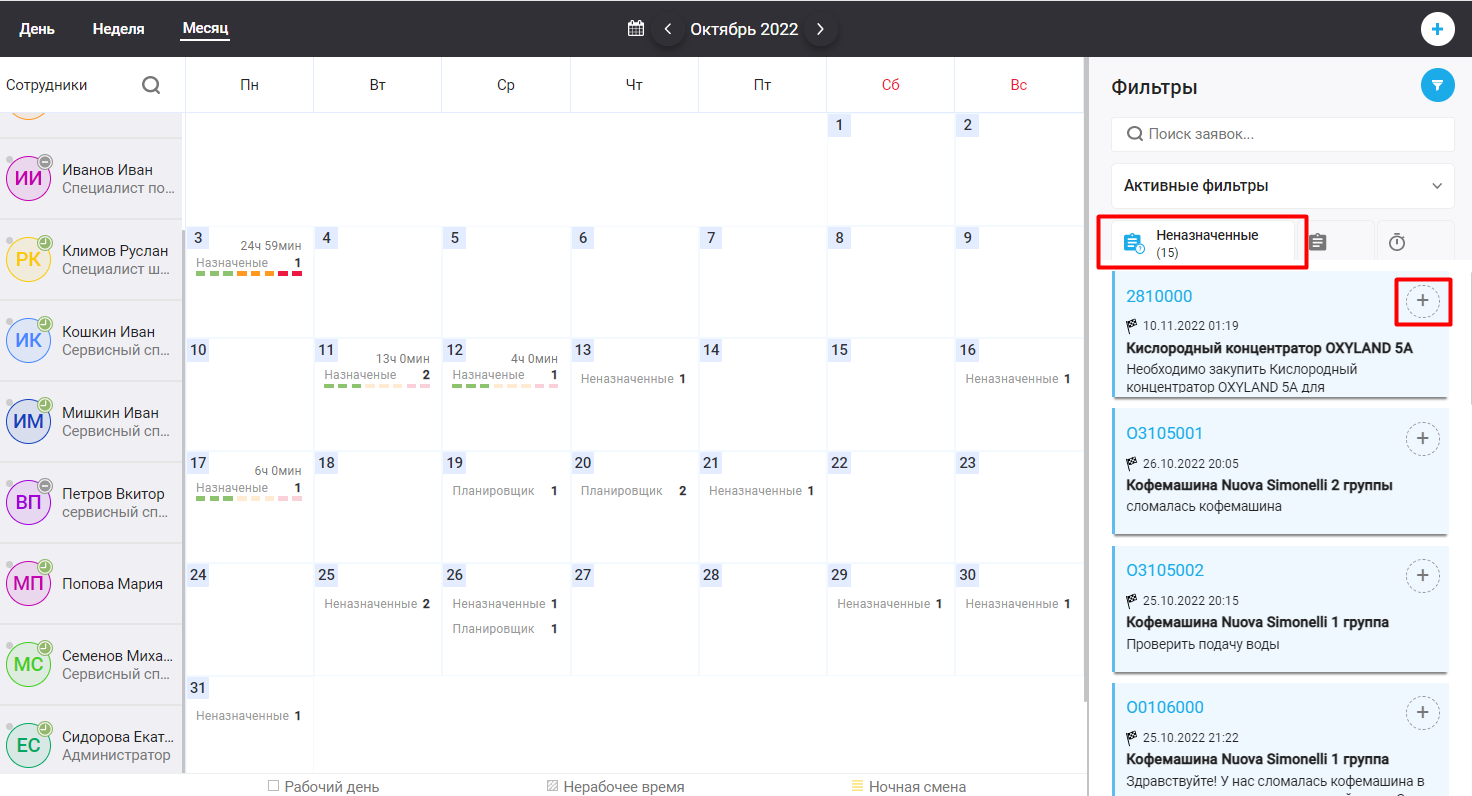 День Неделя Месяц Октябрь 2022
Сотрудники Пн Вт Ср Чт Пт Сб Вс
ИИ Иванов Иван
Специалист по...
РК Климов Руслан
Специалист ш...
ИК Кошкин Иван
Сервисный сп...
ИМ Мишкин Иван
Сервисный сп...
ВП Петров Вкитор
сервисный сп...
МП Попова Мария
МС Семенов Миха...
Сервисный сп...
ЕС Сидорова Екат...
Администратор
1 2
3 4 5 6 7 8 9
24ч 59мин
Назначеные 1
10 11 12 13 14 15 16
13ч 0мин 4ч 0мин
Назначеные 2 Назначеные 1 Неназначенные 1 Неназначенные 1
17 18 19 20 21 22 23
6ч 0мин
Назначеные 1 Планировщик 1 Планировщик 2 Неназначенные 1
24 25 26 27 28 29 30
Неназначенные 2 Неназначенные 1 Неназначенные 1 Неназначенные 1
Планировщик 1
31
Неназначенные 1
Рабочий день Нерабочее время Ночная смена
Фильтры
Поиск заявок...
Активные фильтры
Неназначенные
(15)
2810000
10.11.2022 01:19
Кислородный концентратор OXYLAND 5A
Необходимо закупить Кислородный
концентратор OXYLAND 5A для
O3105001
26.10.2022 20:05
Кофемашина Nuova Simonelli 2 группы
сломалась кофемашина
O3105002
25.10.2022 20:15
Кофемашина Nuova Simonelli 1 группа
Проверить подачу воды
O0106000
25.10.2022 21:22
Кофемашина Nuova Simonelli 1 группа
Здравствуйте! У нас сломалась кофемашина в